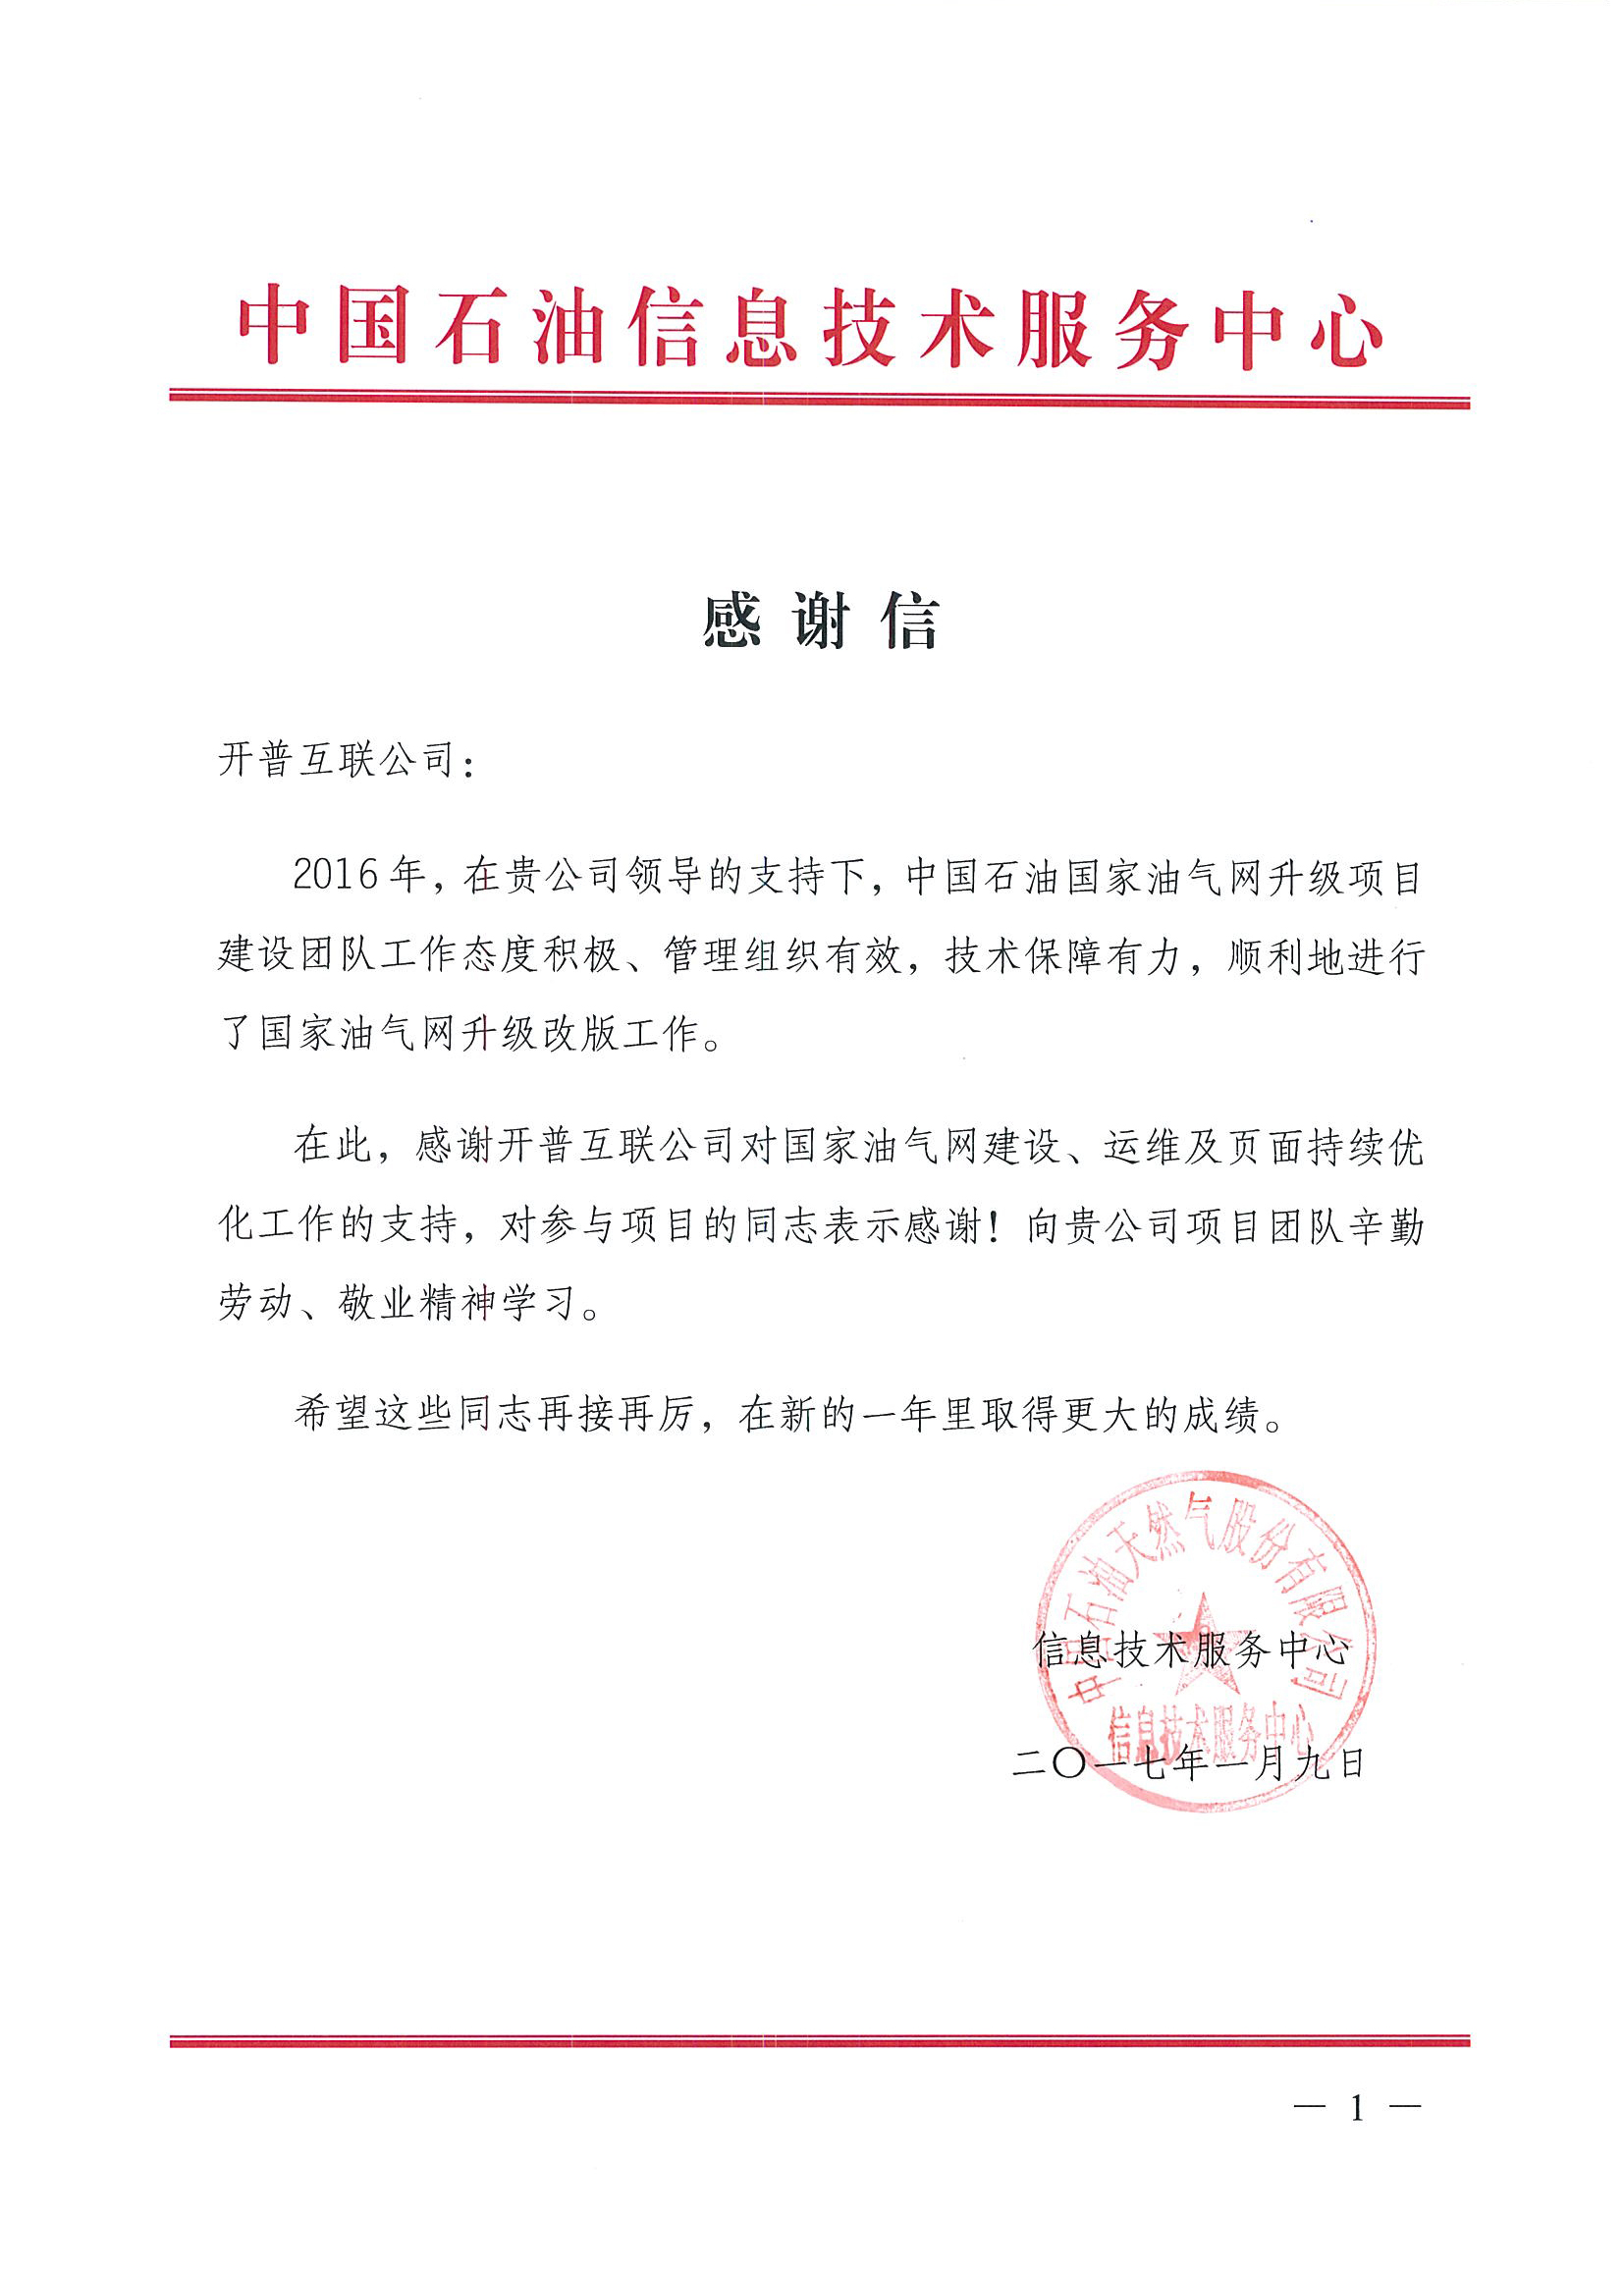 中国石油信息技术服务中心
感谢信
开普互联公司：
2016年，在贵公司领导的支持下，中国石油国家油气网升级项目
建设团队工作态度积极、管理组织有效，技术保障有力，顺利地进行
了国家油气网升级改版工作。
在此，感谢开普互联公司对国家油气网建设、运维及页面持续优
化工作的支持，对参与项目的同志表示感谢！向贵公司项目团队辛勤
劳动、敬业精神学习。
希望这些同志再接再厉，在新的一年里取得更大的成绩。
中国石油天然气股份有限公司
信息技术服务中心
信息技术服务中心
二〇一七年一月九日
— 1 —